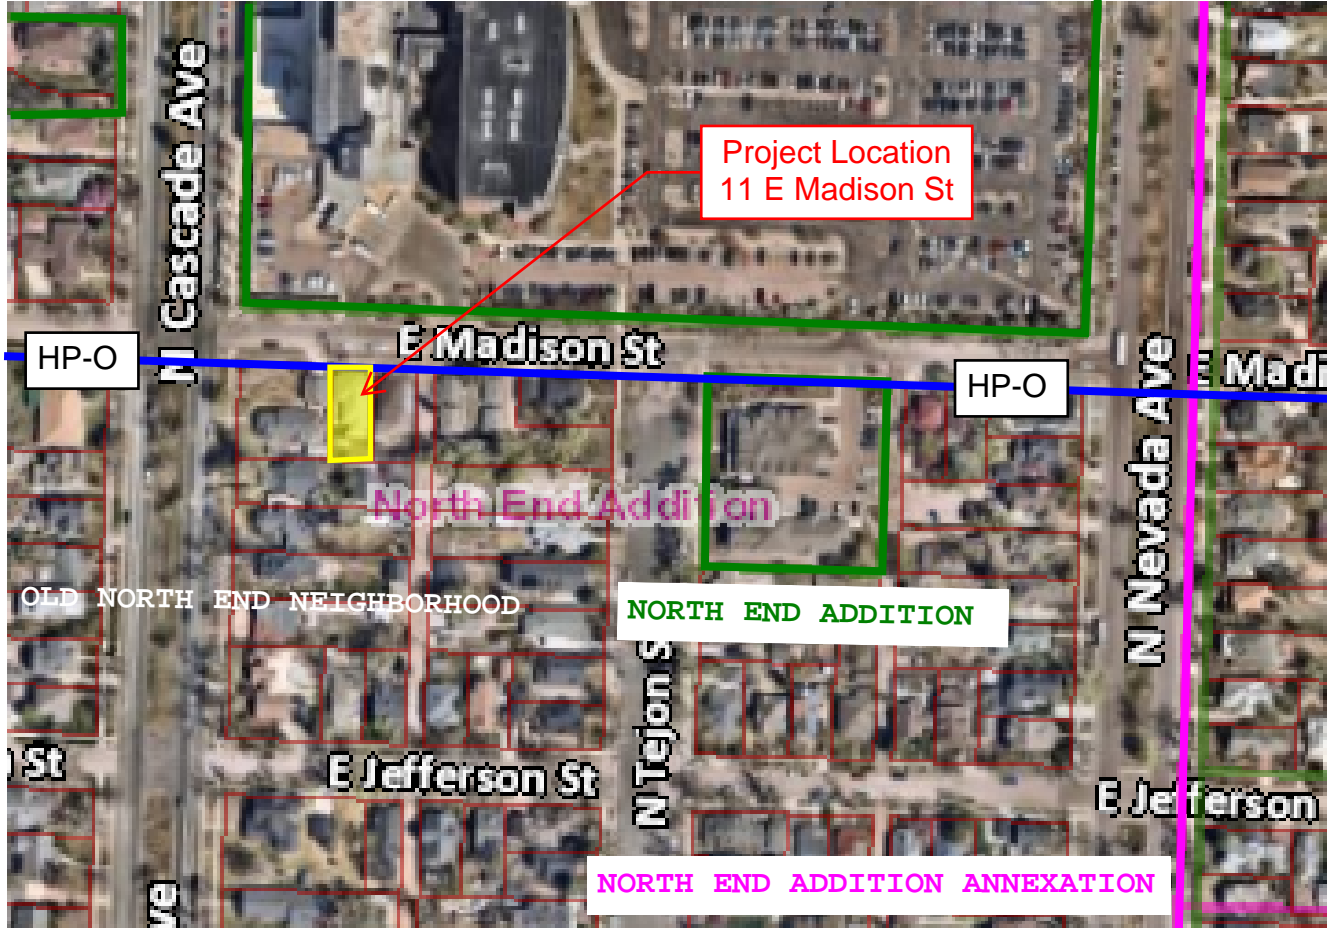 N Cascade Ave
Project Location
11 E Madison St
E Madison St
HP-O
HP-O
E Madi
N Nevada Ave
North End Addition
OLD NORTH END NEIGHBORHOOD
NORTH END ADDITION
N Tejon S
St
E Jefferson St
E Jefferson
NORTH END ADDITION ANNEXATION
ve